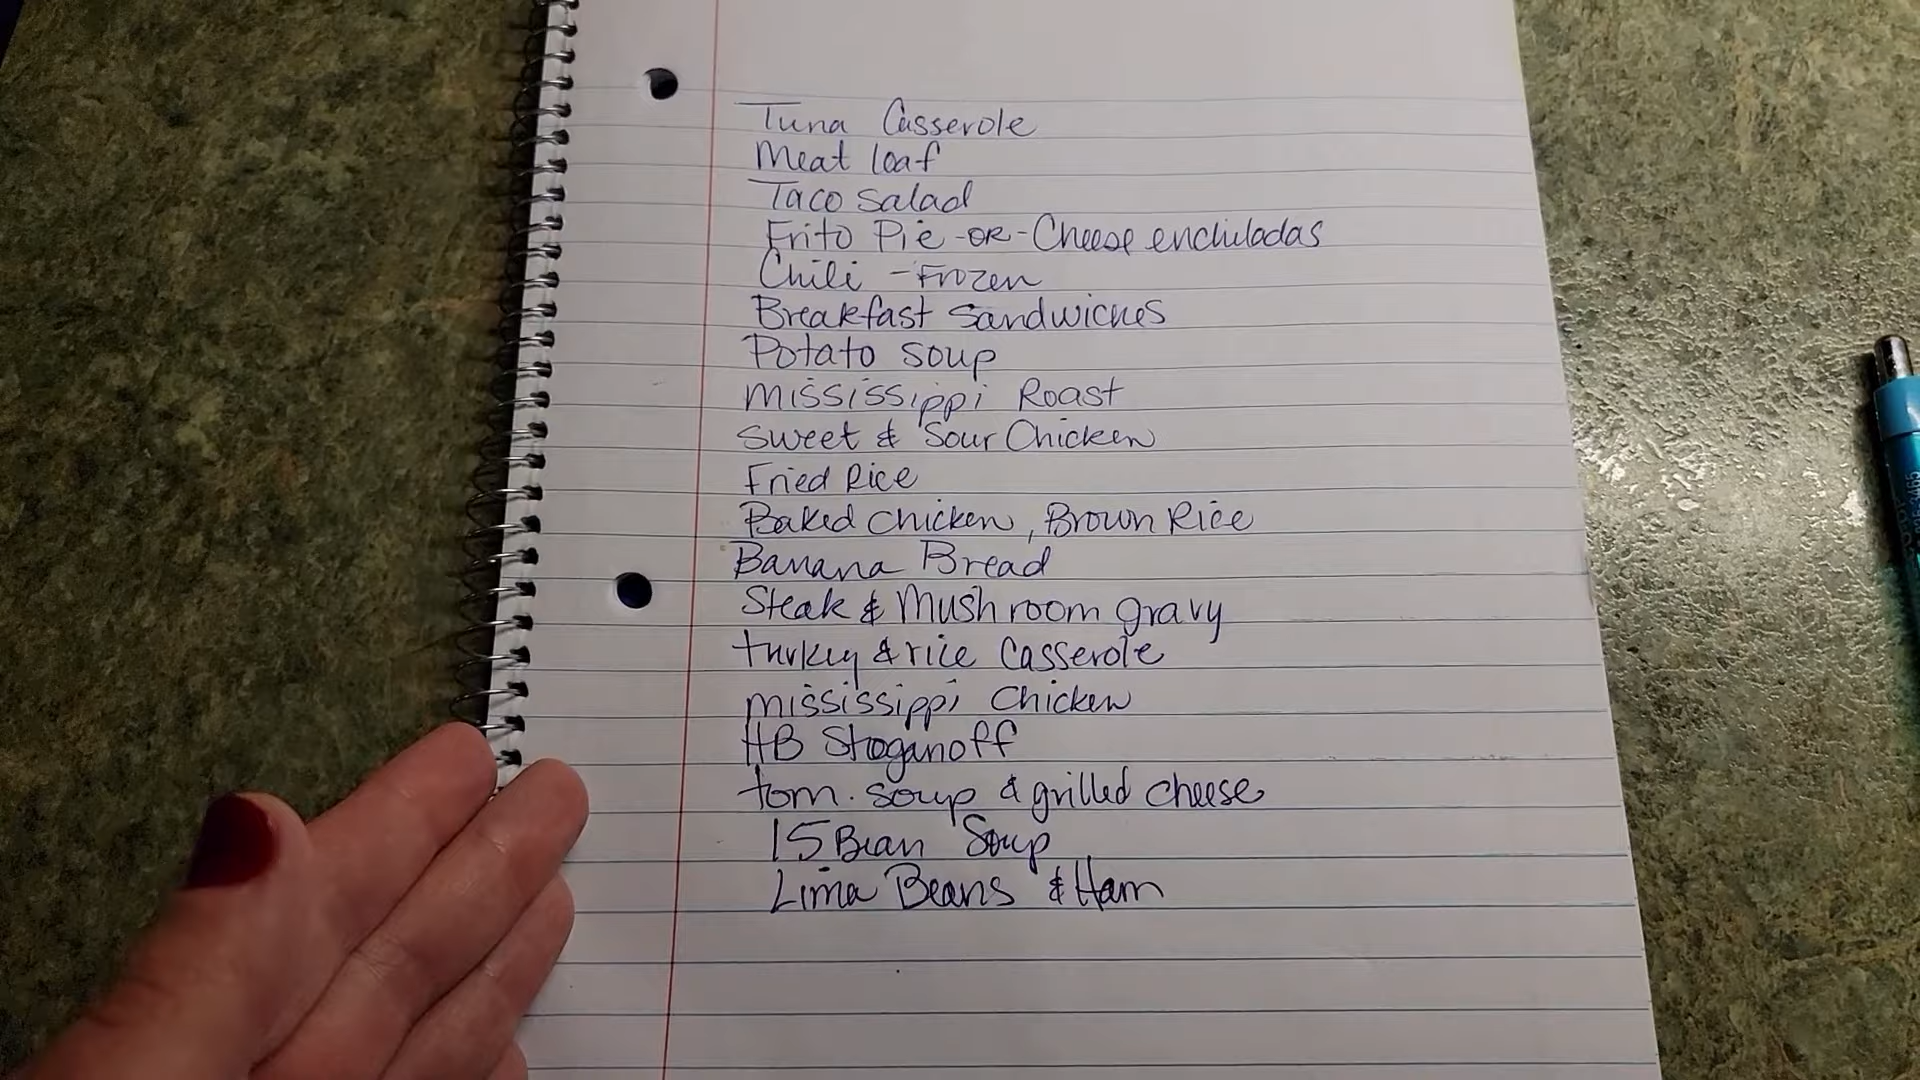 Tuna Casserole
Meat loaf
Taco Salad
Frito Pie -OR- Cheese enchiladas
Chili - Frozen
Breakfast Sandwiches
Potato Soup
Mississippi Roast
Sweet & Sour Chicken
Fried Rice
Baked Chicken, Brown Rice
Banana Bread
Steak & Mushroom gravy
turkey & rice Casserole
Mississippi Chicken
HB Stoganoff
tom. soup & grilled cheese
15 Bean Soup
Lima Beans & Ham